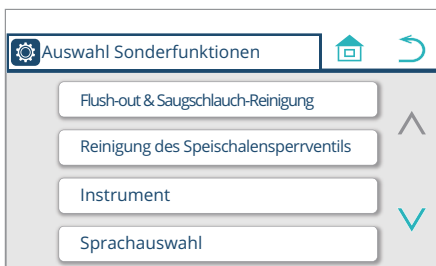 Auswahl Sonderfunktionen
Flush-out & Saugschlauch-Reinigung
Reinigung des Speischalensperrventils
Instrument
Sprachauswahl